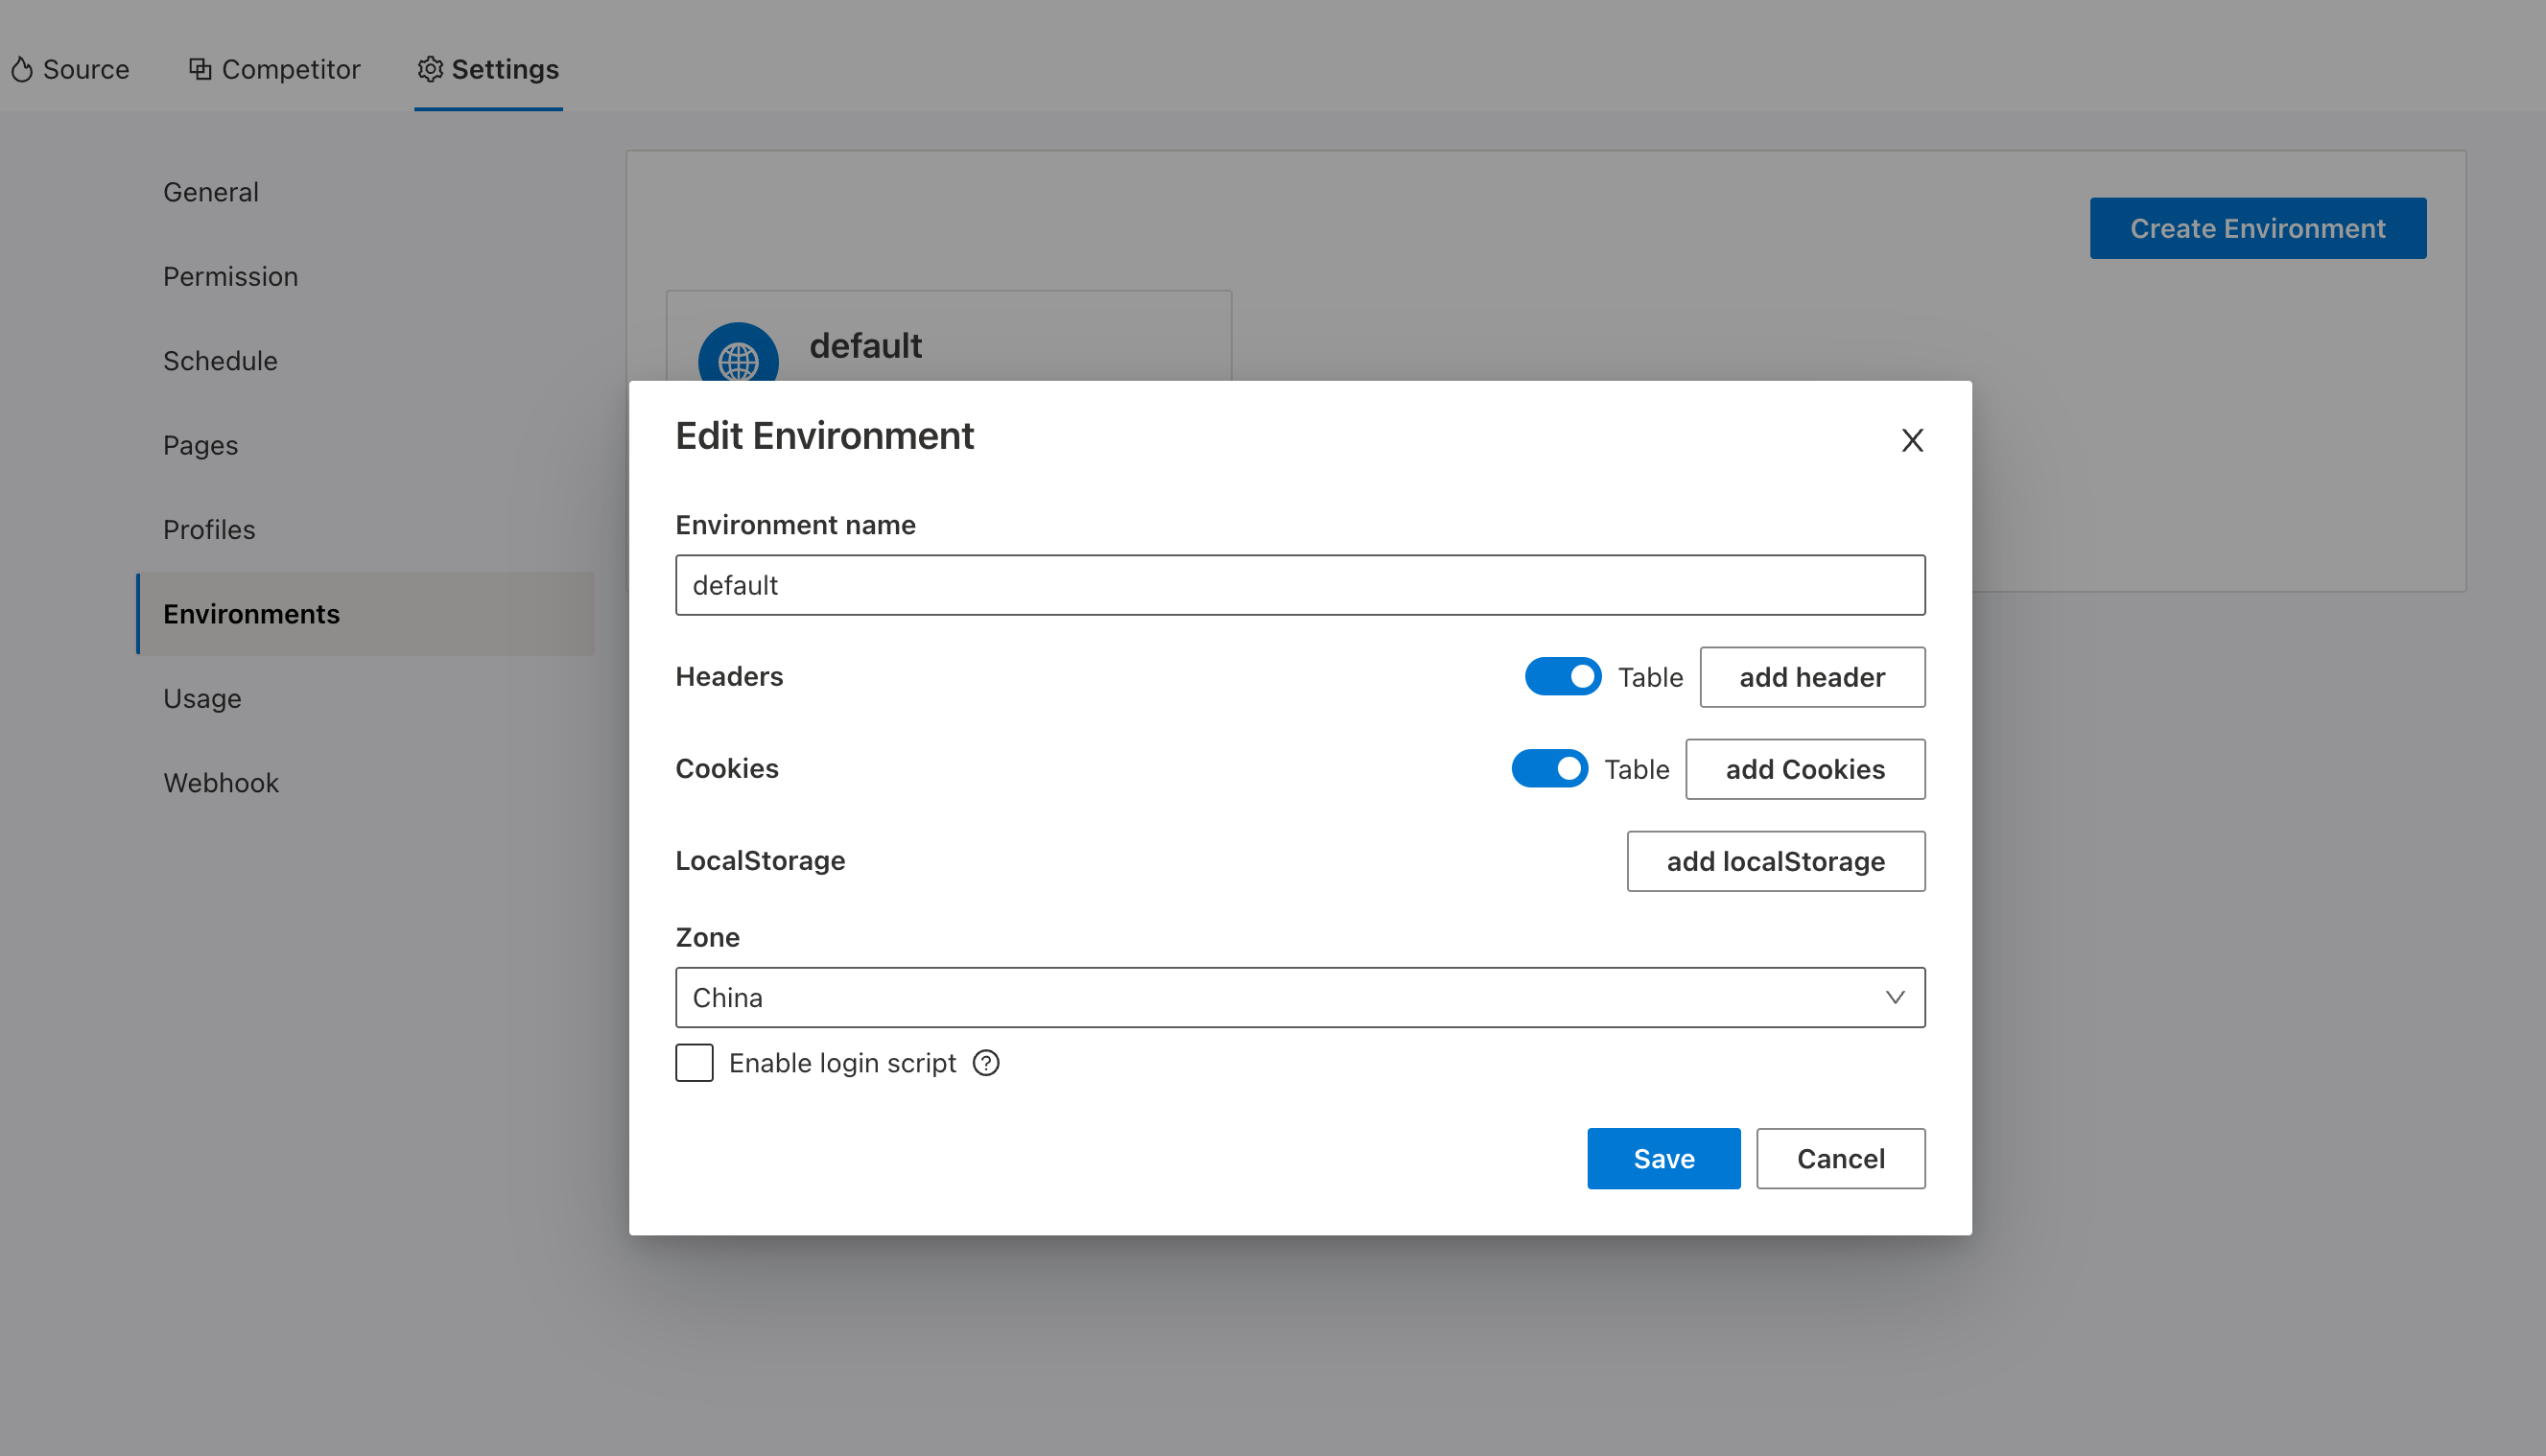 Source Competitor Settings
General
Permission
Schedule
Pages
Profiles
Environments
Usage
Webhook
Create Environment
default
Edit Environment
Environment name
default
Headers Table add header
Cookies Table add Cookies
LocalStorage add localStorage
Zone
China
Enable login script ?
Save Cancel